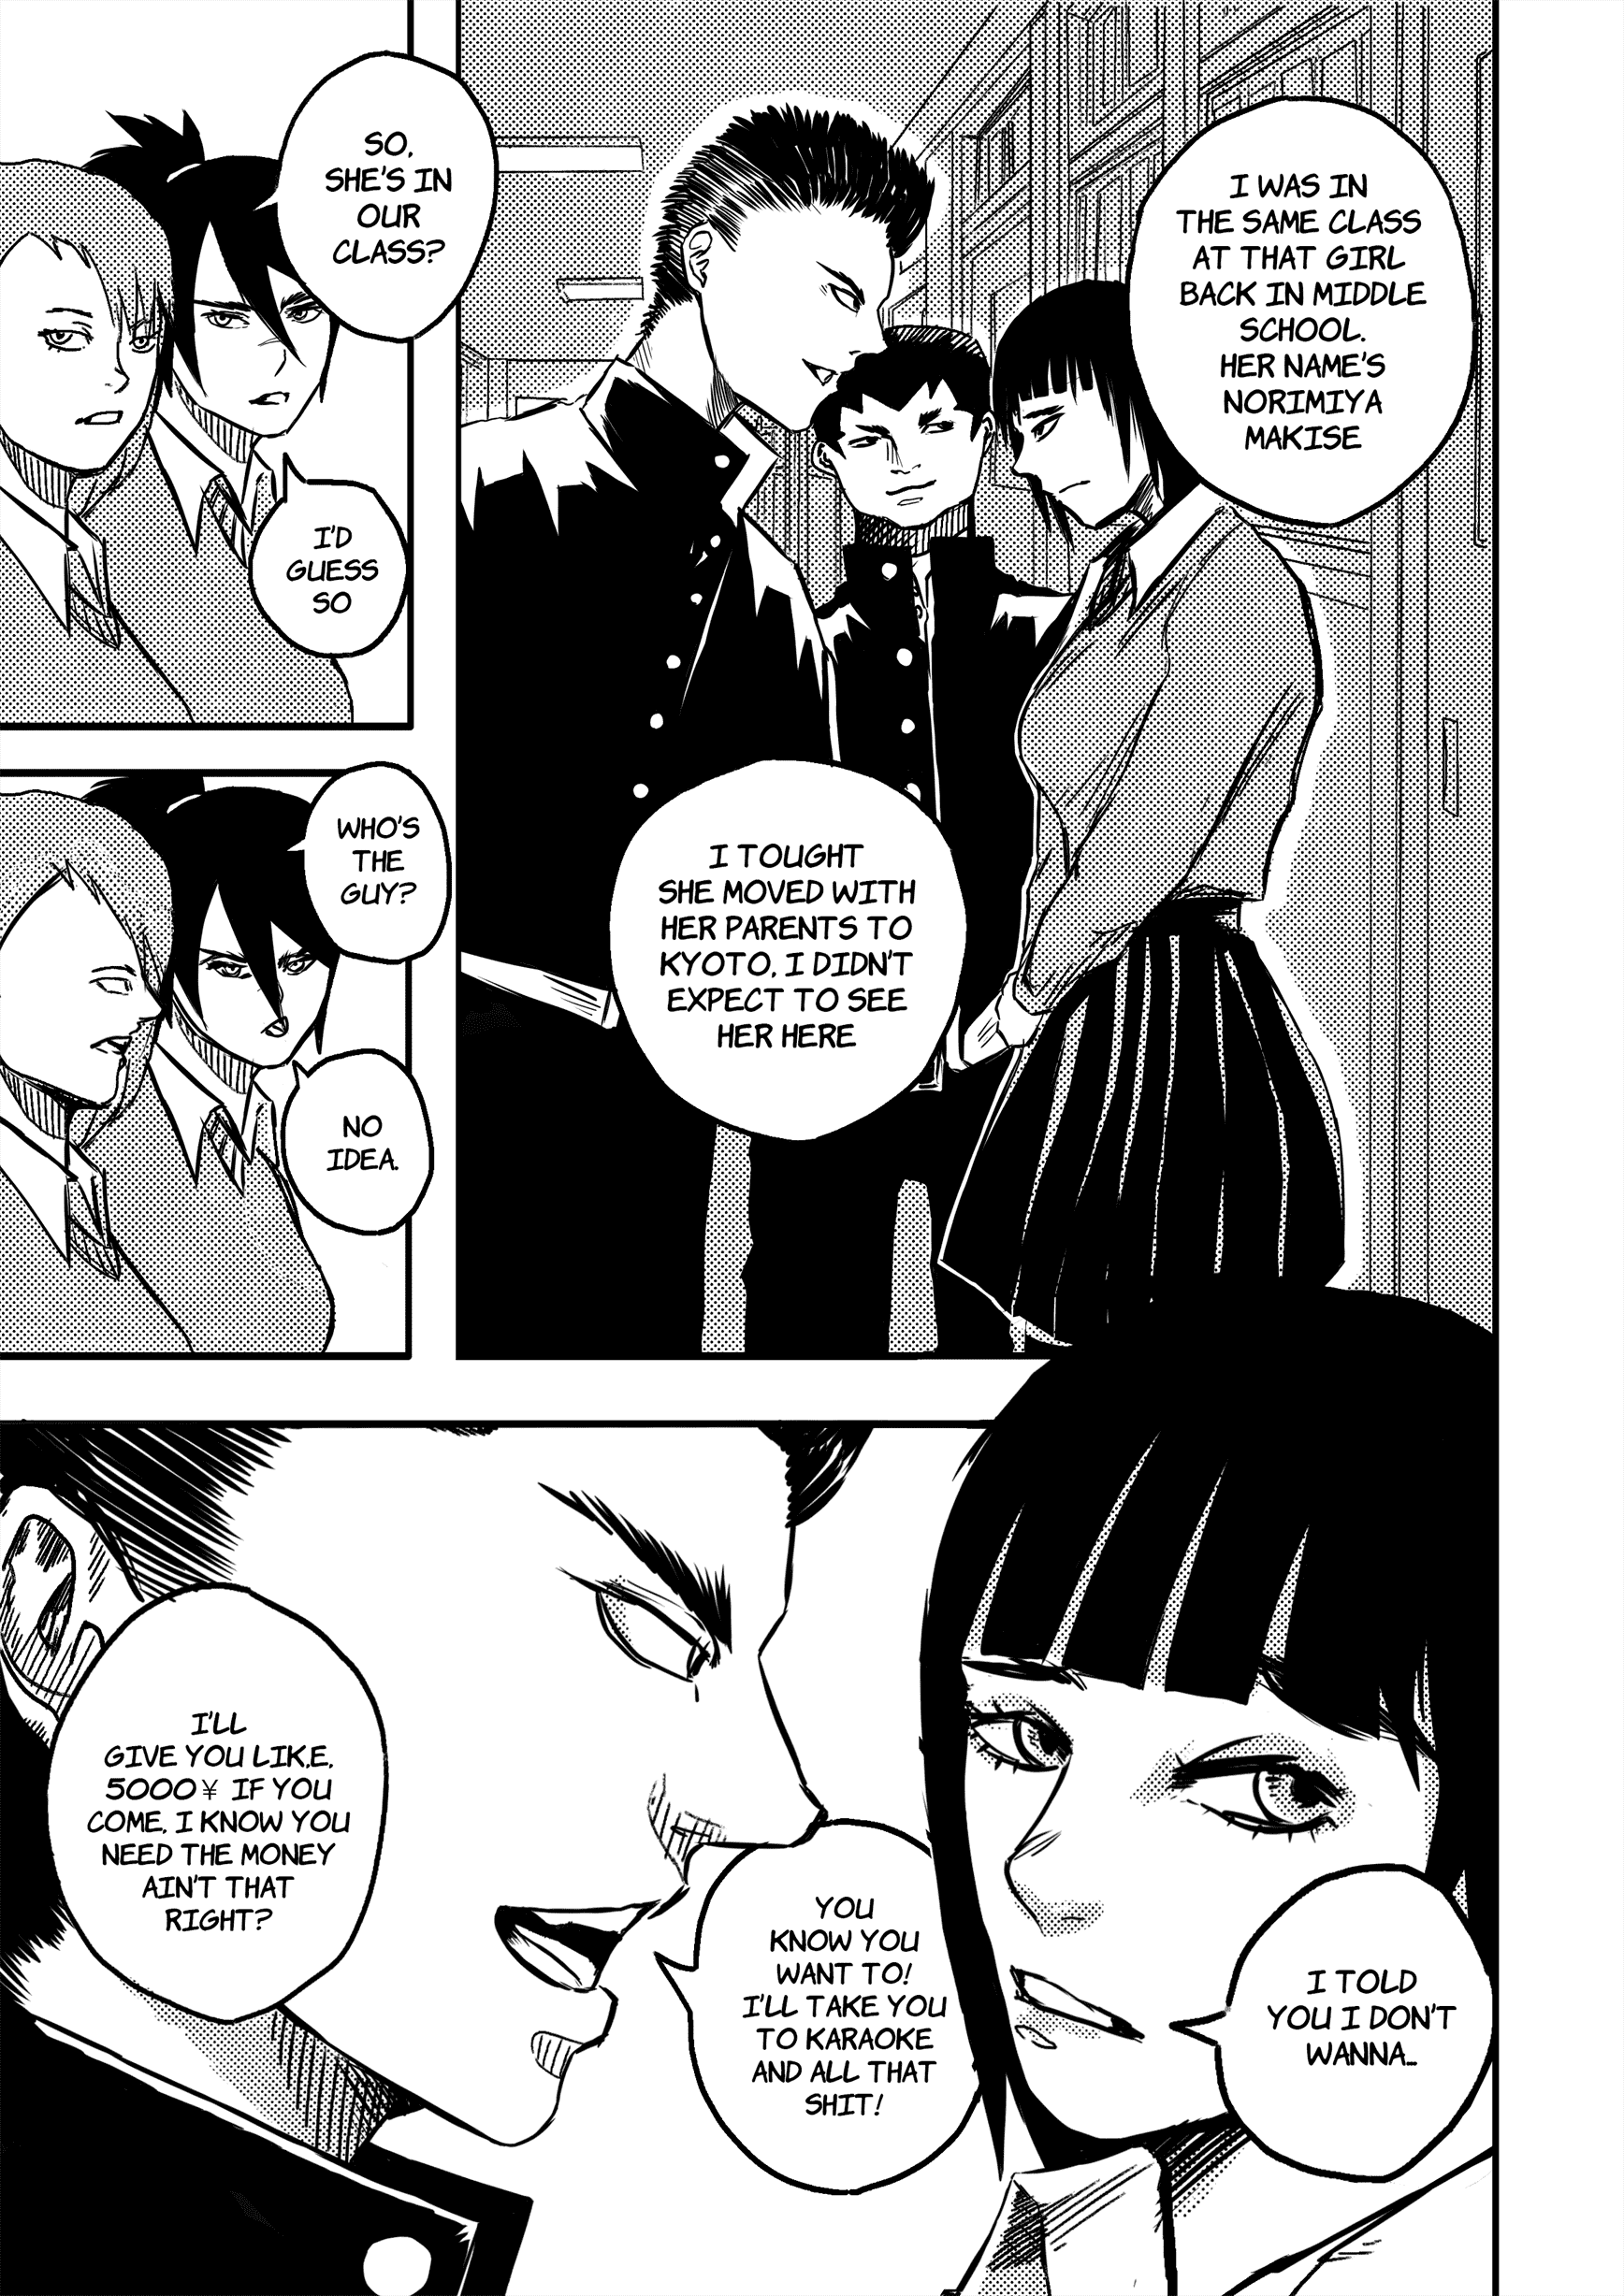 I WAS IN
THE SAME CLASS
AT THAT GIRL
BACK IN MIDDLE
SCHOOL.
HER NAME'S
NORIMIYA
MAKISE
I TOUGHT
SHE MOVED WITH
HER PARENTS TO
KYOTO, I DIDN'T
EXPECT TO SEE
HER HERE
SO,
SHE'S IN
OUR
CLASS?
I'D
GUESS
SO
WHO'S
THE
GUY?
NO
IDEA.
I TOLD
YOU I DON'T
WANNA...
YOU
KNOW YOU
WANT TO!
I'LL TAKE YOU
TO KARAOKE
AND ALL THAT
SHIT!
I'LL
GIVE YOU LIK,E,
5000¥ IF YOU
COME, I KNOW YOU
NEED THE MONEY
AIN'T THAT
RIGHT?